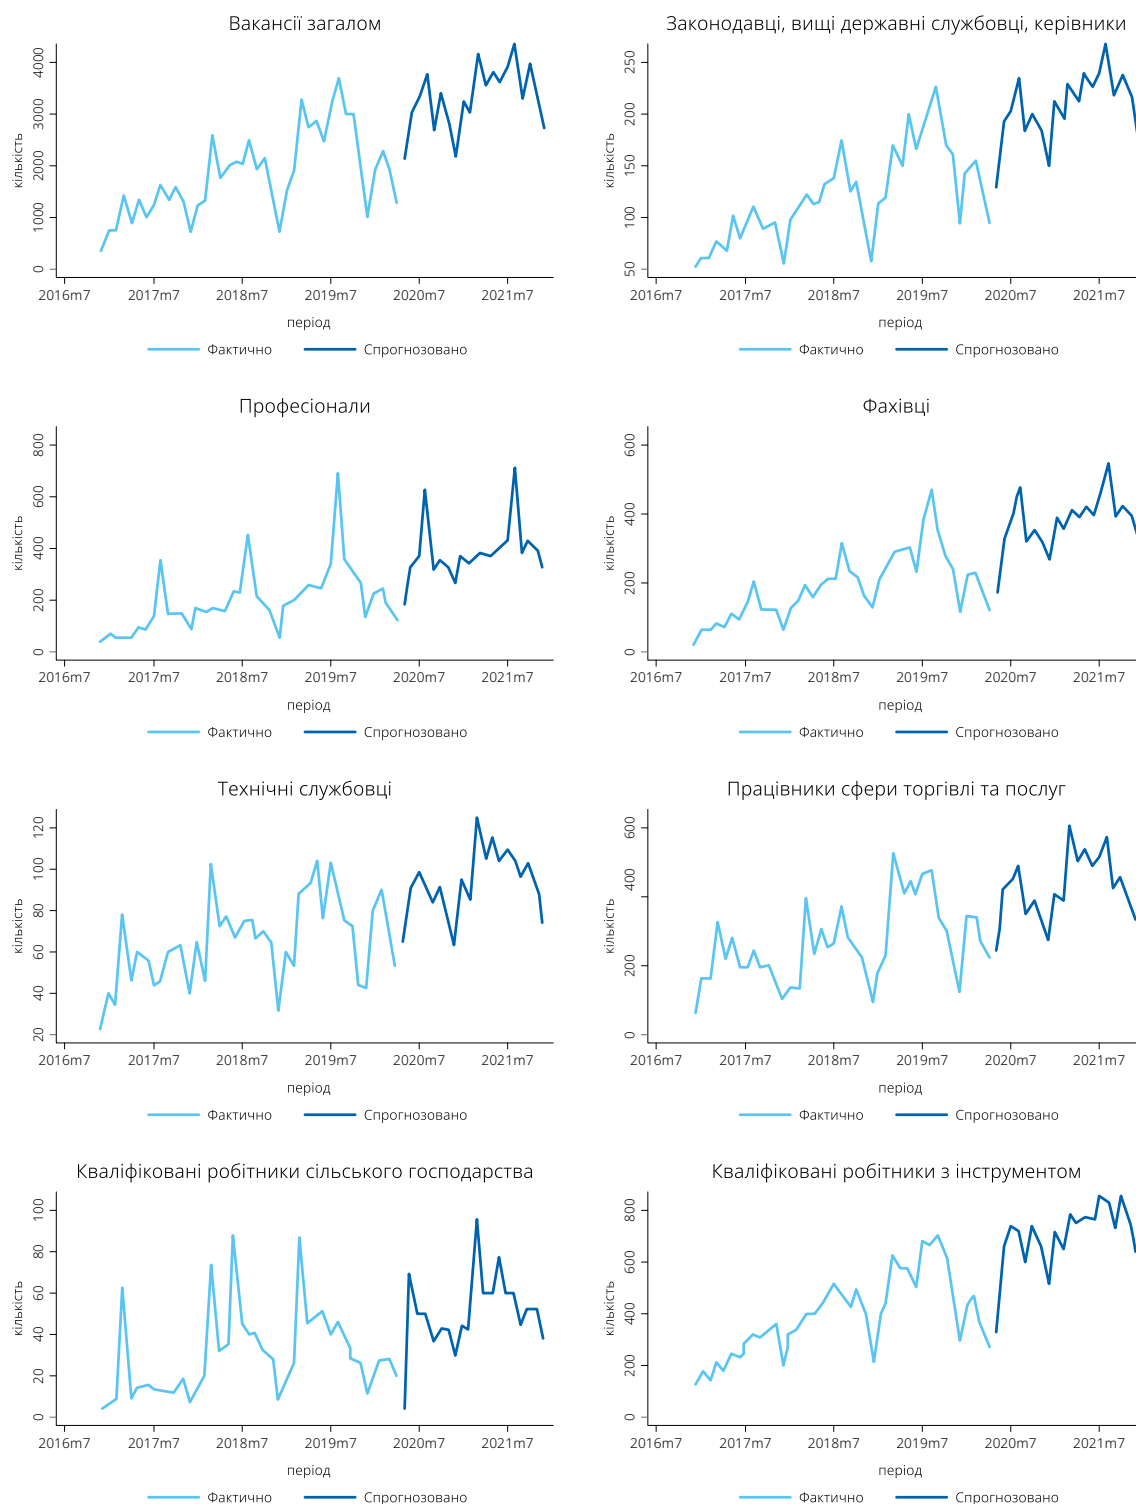 Вакансії загалом
кількість
4000
3000
2000
1000
0
2016m7 2017m7 2018m7 2019m7 2020m7 2021m7
період
Фактично Спрогнозовано
Законодавці, вищі державні службовці, керівники
кількість
250
200
150
100
50
2016m7 2017m7 2018m7 2019m7 2020m7 2021m7
період
Фактично Спрогнозовано
Професіонали
кількість
800
600
400
200
0
2016m7 2017m7 2018m7 2019m7 2020m7 2021m7
період
Фактично Спрогнозовано
Фахівці
кількість
600
400
200
0
2016m7 2017m7 2018m7 2019m7 2020m7 2021m7
період
Фактично Спрогнозовано
Технічні службовці
кількість
120
100
80
60
40
20
2016m7 2017m7 2018m7 2019m7 2020m7 2021m7
період
Фактично Спрогнозовано
Працівники сфери торгівлі та послуг
кількість
600
400
200
0
2016m7 2017m7 2018m7 2019m7 2020m7 2021m7
період
Фактично Спрогнозовано
Кваліфіковані робітники сільського господарства
кількість
100
80
60
40
20
0
2016m7 2017m7 2018m7 2019m7 2020m7 2021m7
період
Фактично Спрогнозовано
Кваліфіковані робітники з інструментом
кількість
800
600
400
200
0
2016m7 2017m7 2018m7 2019m7 2020m7 2021m7
період
Фактично Спрогнозовано